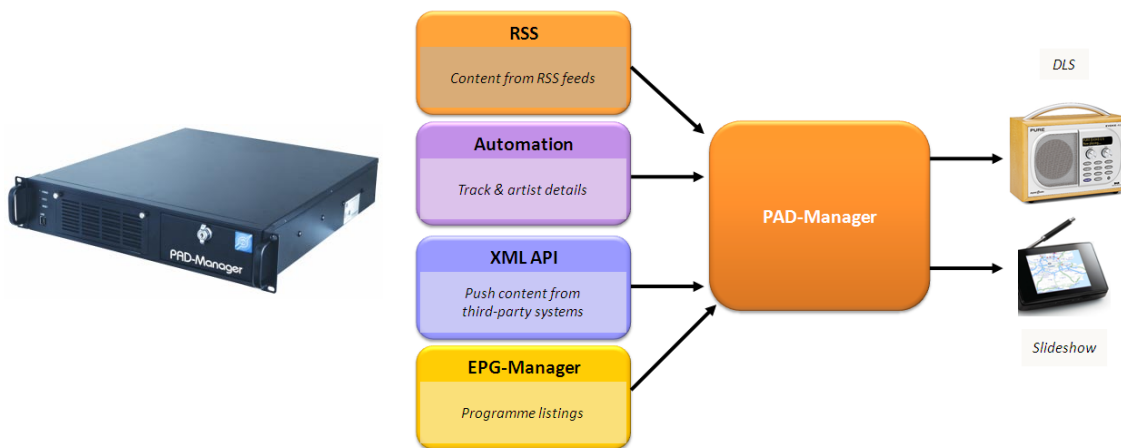 PAD-Manager
RSS
Content from RSS feeds
Automation
Track & artist details
XML API
Push content from
third-party systems
EPG-Manager
Programme listings
PAD-Manager
DLS
PURE
Slideshow